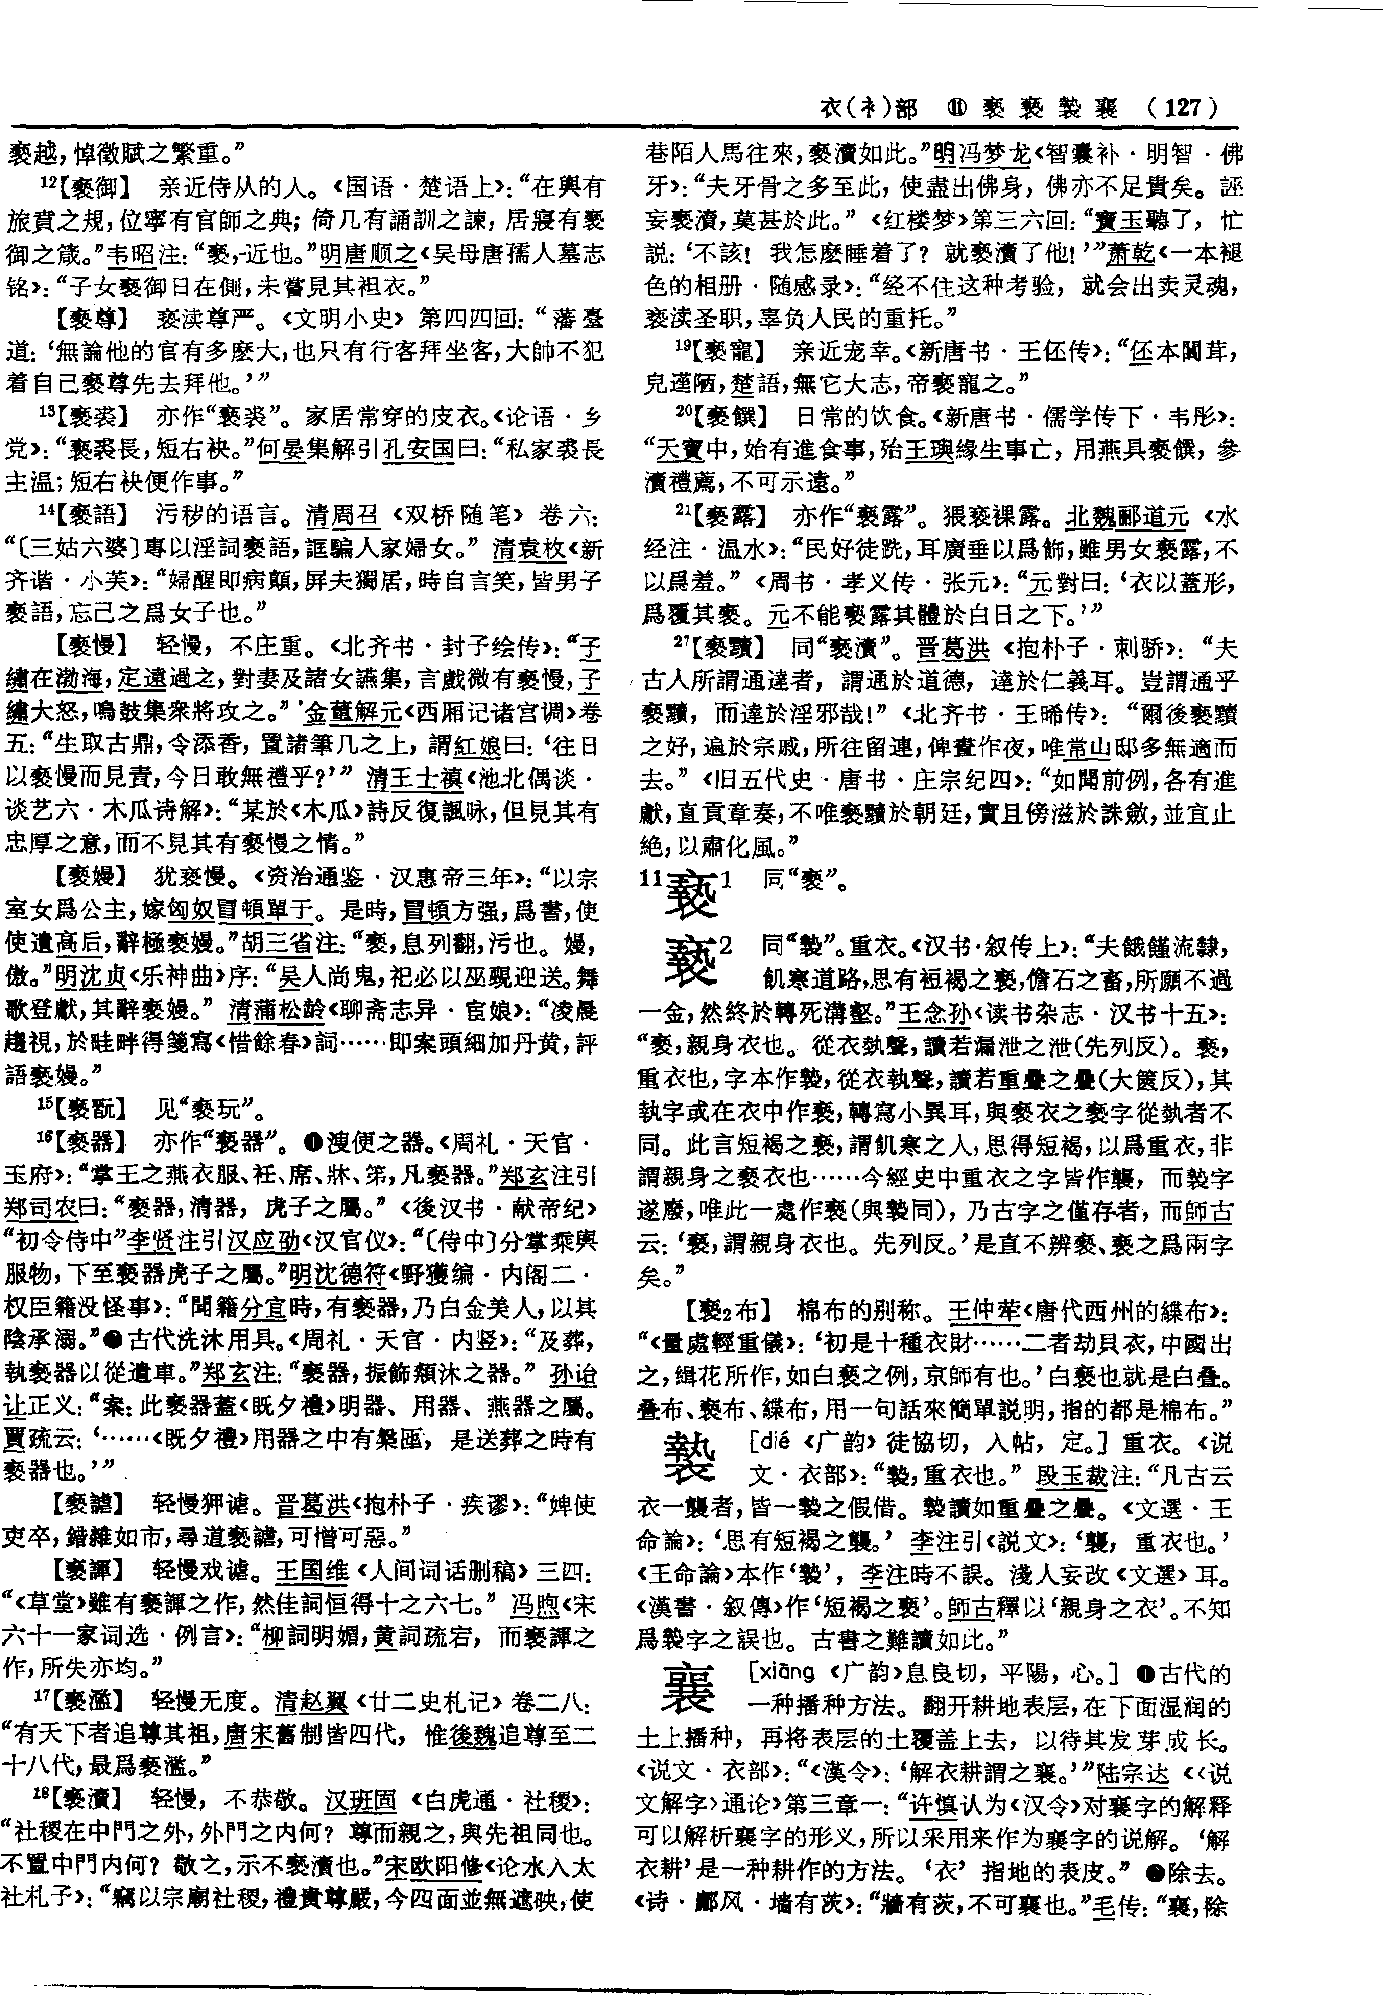 衣(衤)部 ⑪ 褻 䙝 褺 襄 (127)
褻越，悼徵賦之繁重。”
12【褻御】 亲近侍从的人。《国语·楚语上》：“在輿有
旅賁之規，位寧有官師之典；倚几有誦訓之諫，居寢有褻
御之箴。”韦昭注：“褻，近也。”明唐顺之《吴母唐孺人墓志
铭》：“子女褻御日在側，未嘗見其袒衣。”
【褻尊】 亵渎尊严。《文明小史》第四四回：“藩臺
道：‘無論他的官有多麽大，也只有行客拜坐客，大帥不犯
着自己褻尊先去拜他。’”
13【褻裘】 亦作“䙝裘”。家居常穿的皮衣。《论语·乡
党》：“褻裘長，短右袂。”何晏集解引孔安国曰：“私家裘長
主温；短右袂便作事。”
14【褻語】 污秽的语言。清周召《双桥随笔》卷六：
“〔三姑六婆〕專以淫詞褻語，誆騙人家婦女。”清袁枚《新
齐谐·小芙》：“婦醒即病顛，屏夫獨居，時自言笑，皆男子
褻語，忘己之爲女子也。”
【褻慢】 轻慢，不庄重。《北齐书·封子绘传》：“子
繡在渤海，定遠過之，對妻及諸女讌集，言戲微有褻慢，子
繡大怒，鳴鼓集衆將攻之。”金董解元《西厢记诸宫调》卷
五：“生取古鼎，令添香，置諸筆几之上，謂紅娘曰：‘往日
以褻慢而見責，今日敢無禮乎？’”清王士禛《池北偶谈·
谈艺六·木瓜诗解》：“某於《木瓜》詩反復諷咏，但見其有
忠厚之意，而不見其有褻慢之情。”
【褻嫚】 犹亵慢。《资治通鉴·汉惠帝三年》：“以宗
室女爲公主，嫁匈奴冒頓單于。是時，冒頓方强，爲書，使
使遺高后，辭極褻嫚。”胡三省注：“褻，息列翻，污也。嫚，
傲。”明沈贞《乐神曲》序：“吴人尚鬼，祀必以巫覡迎送。舞
歌登獻，其辭褻嫚。”清蒲松龄《聊斋志异·宦娘》：“凌晨
趨視，於畦畔得箋寫《惜餘春》詞……即案頭細加丹黄，評
語褻嫚。”
15【褻翫】 见“褻玩”。
16【褻器】 亦作“䙝器”。❶溲便之器。《周礼·天官·
玉府》：“掌王之燕衣服、衽、席、牀、笫，凡褻器。”郑玄注引
郑司农曰：“褻器，清器，虎子之屬。”《後汉书·献帝纪》
“初令侍中”李贤注引汉应劭《汉官仪》：“〔侍中〕分掌乘輿
服物，下至褻器虎子之屬。”明沈德符《野獲编·内阁二·
权臣籍没怪事》：“聞籍分宜時，有褻器，乃白金美人，以其
陰承溺。”❷古代洗沐用具。《周礼·天官·内竖》：“及葬，
執褻器以從遣車。”郑玄注：“褻器，振飾頮沐之器。”孙诒
让正义：“案：此褻器蓋《既夕禮》明器、用器、燕器之屬。
賈疏云：‘……《既夕禮》用器之中有槃匜，是送葬之時有
褻器也。’”
【褻謔】 轻慢狎谑。晋葛洪《抱朴子·疾谬》：“婢使
吏卒，錯雜如市，尋道褻謔，可憎可惡。”
【褻諢】 轻慢戏谑。王国维《人间词话删稿》三四：
“《草堂》雖有褻諢之作，然佳詞恒得十之六七。”冯煦《宋
六十一家词选·例言》：“柳詞明媚，黄詞疏宕，而褻諢之
作，所失亦均。”
17【褻濫】 轻慢无度。清赵翼《廿二史札记》卷二八：
“有天下者追尊其祖，唐宋舊制皆四代，惟後魏追尊至二
十八代，最爲褻濫。”
18【褻瀆】 轻慢，不恭敬。汉班固《白虎通·社稷》：
“社稷在中門之外，外門之内何？尊而親之，與先祖同也。
不置中門内何？敬之，示不褻瀆也。”宋欧阳修《论水入太
社札子》：“竊以宗廟社稷，禮貴尊嚴，今四面並無遮映，使
巷陌人馬往來，褻瀆如此。”明冯梦龙《智囊补·明智·佛
牙》：“夫牙骨之多至此，使盡出佛身，佛亦不足貴矣。誣
妄褻瀆，莫甚於此。”《红楼梦》第三六回：“寶玉聽了，忙
説：‘不該！我怎麽睡着了？就褻瀆了他！’”萧乾《一本褪
色的相册·随感录》：“经不住这种考验，就会出卖灵魂，
亵渎圣职，辜负人民的重托。”
19【褻寵】 亲近宠幸。《新唐书·王伾传》：“伾本闒茸，
皃蓬陋，楚語，無它大志，帝褻寵之。”
20【褻饌】 日常的饮食。《新唐书·儒学传下·韦彤》：
“天寶中，始有進食事，殆王璵緣生事亡，用燕具褻饌，參
瀆禮薦，不可示遠。”
21【褻露】 亦作“䙝露”。猥亵裸露。北魏郦道元《水
经注·温水》：“民好徒跣，耳廣垂以爲飾，雖男女褻露，不
以爲羞。”《周书·孝义传·张元》：“元對曰：‘衣以蓋形，
爲覆其褻。元不能褻露其體於白日之下。’”
27【褻黷】 同“褻瀆”。晋葛洪《抱朴子·刺骄》：“夫
古人所謂通達者，謂通於道德，達於仁義耳。豈謂通乎
褻黷，而達於淫邪哉！”《北齐书·王晞传》：“爾後褻黷
之好，遍於宗戚，所往留連，俾晝作夜，唯常山邸多無適而
去。”《旧五代史·唐书·庄宗纪四》：“如聞前例，各有進
獻，直貢章奏，不唯褻黷於朝廷，實且傍滋於誅斂，並宜止
絶，以肅化風。”
11䙝1 同“褻”。
䙝2 同“褺”。重衣。《汉书·叙传上》：“夫餓饉流隸，
飢寒道路，思有裋褐之䙝，儋石之畜，所願不過
一金，然終於轉死溝壑。”王念孙《读书杂志·汉书十五》：
“褻，親身衣也。從衣埶聲，讀若漏泄之泄(先列反)。䙝，
重衣也，字本作褺，從衣執聲，讀若重疊之疊(大篋反)，其
執字或在衣中作䙝，轉寫小異耳，與褻衣之褻字從埶者不
同。此言短褐之䙝，謂飢寒之人，思得短褐，以爲重衣，非
謂親身之褻衣也……今經史中重衣之字皆作襲，而褺字
遂廢，唯此一處作䙝(與褺同)，乃古字之僅存者，而師古
云：‘䙝，謂親身衣也。先列反。’是直不辨褻、䙝之爲兩字
矣。”
【䙝2布】 棉布的别称。王仲荦《唐代西州的緤布》：
“《量處輕重儀》：‘初是十種衣財……二者劫貝衣，中國出
之，緝花所作，如白䙝之例，京師有也。’白䙝也就是白叠。
叠布、䙝布、緤布，用一句話來簡單説明，指的都是棉布。”
褺 [dié 《广韵》徒協切，入帖，定。] 重衣。《说
文·衣部》：“褺，重衣也。”段玉裁注：“凡古云
衣一襲者，皆一褺之假借。褺讀如重疊之疊。《文選·王
命論》：‘思有短褐之襲。’李注引《説文》：‘襲，重衣也。’
《王命論》本作‘褺’，李注時不誤。淺人妄改《文選》耳。
《漢書·叙傳》作‘短褐之䙝’。師古釋以‘親身之衣’。不知
爲褺字之誤也。古書之難讀如此。”
襄 [xiāng 《广韵》息良切，平陽，心。] ❶古代的
一种播种方法。翻开耕地表层，在下面湿润的
土上播种，再将表层的土覆盖上去，以待其发芽成长。
《说文·衣部》：“《漢令》：‘解衣耕謂之襄。’”陆宗达《〈说
文解字〉通论》第三章一：“许慎认为《汉令》对襄字的解释
可以解析襄字的形义，所以采用来作为襄字的说解。‘解
衣耕’是一种耕作的方法。‘衣’指地的表皮。”❷除去。
《诗·鄘风·墙有茨》：“牆有茨，不可襄也。”毛传：“襄，除